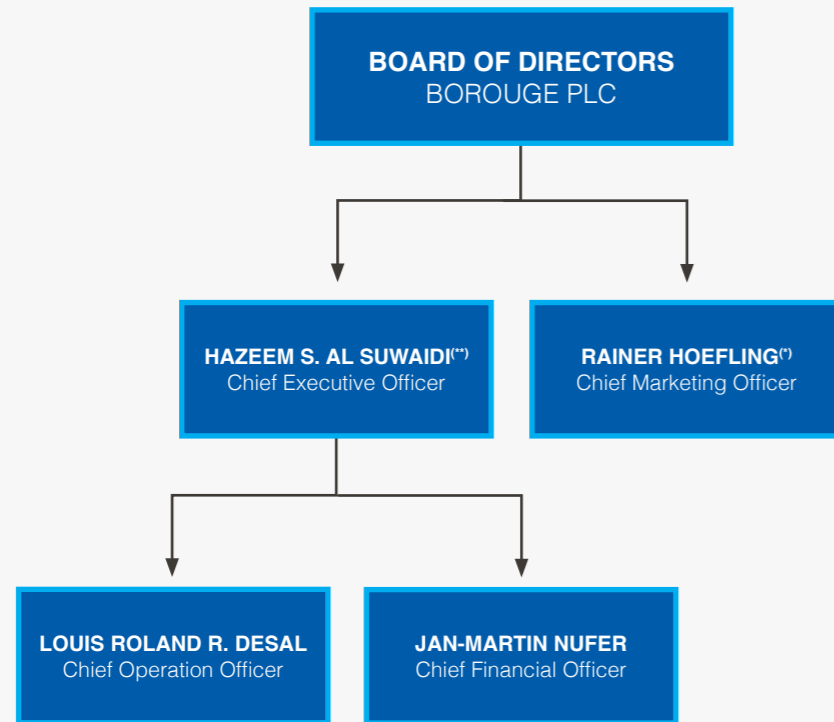 BOARD OF DIRECTORS
BOROUGE PLC
HAZEEM S. AL SUWAIDI(**)
Chief Executive Officer
RAINER HOEFLING(*)
Chief Marketing Officer
LOUIS ROLAND R. DESAL
Chief Operation Officer
JAN-MARTIN NUFER
Chief Financial Officer